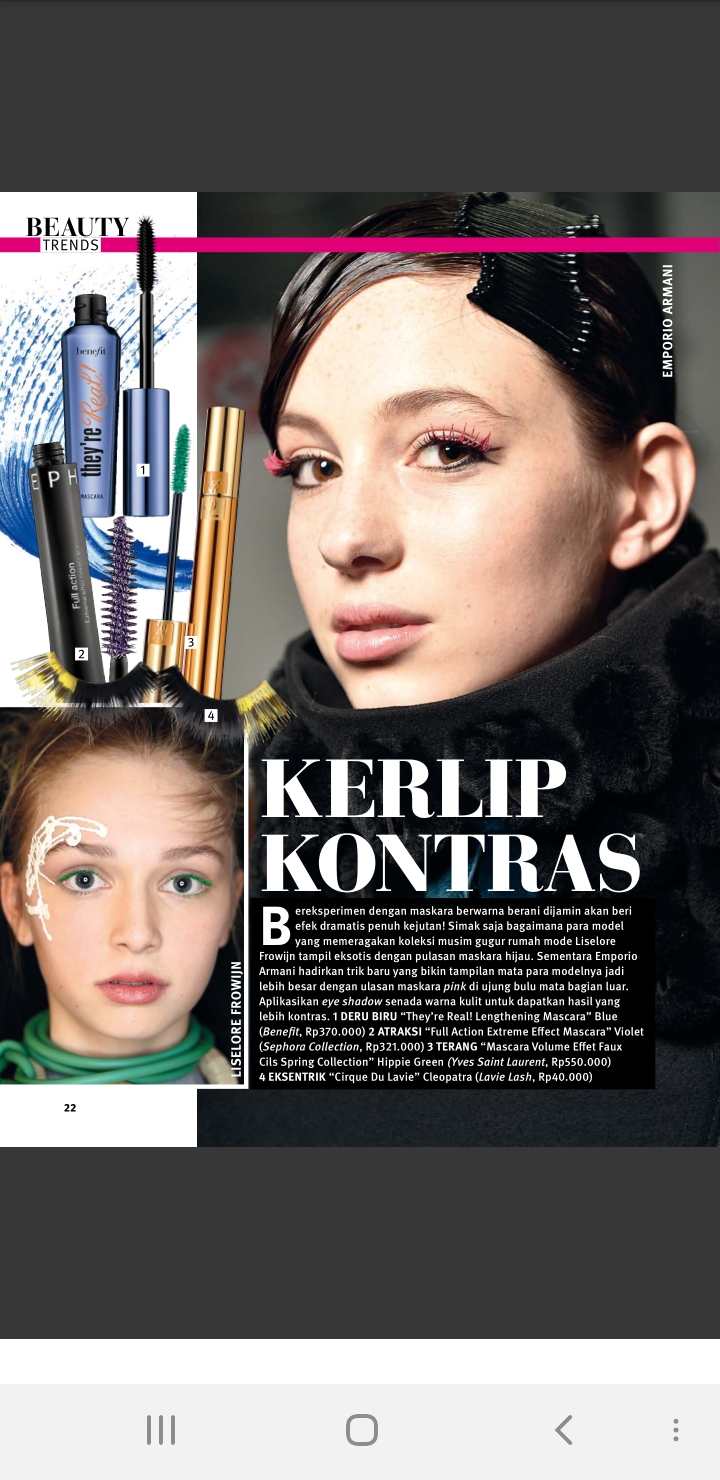 BEAUTY
TRENDS
EMPORIO ARMANI
benefit
they're Real!
MASCARA
1
E P H
Full action
2
3
4
KERLIP
KONTRAS
Bereksperimen dengan maskara berwarna berani dijamin akan beri
efek dramatis penuh kejutan! Simak saja bagaimana para model
yang memeragakan koleksi musim gugur rumah mode Liselore
Frowijn tampil eksotis dengan pulasan maskara hijau. Sementara Emporio
Armani hadirkan trik baru yang bikin tampilan mata para modelnya jadi
lebih besar dengan ulasan maskara pink di ujung bulu mata bagian luar.
Aplikasikan eye shadow senada warna kulit untuk dapatkan hasil yang
lebih kontras. 1 DERU BIRU “They’re Real! Lengthening Mascara” Blue
(Benefit, Rp370.000) 2 ATRAKSI “Full Action Extreme Effect Mascara” Violet
(Sephora Collection, Rp321.000) 3 TERANG “Mascara Volume Effet Faux
Cils Spring Collection” Hippie Green (Yves Saint Laurent, Rp550.000)
4 EKSENTRIK “Cirque Du Lavie” Cleopatra (Lavie Lash, Rp40.000)
LISELORE FROWIJN
22